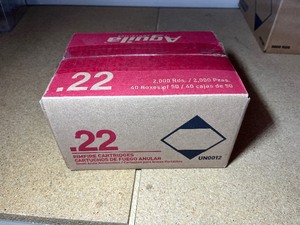 Aguila
.22
2,000 Rds. / 2,000 Pzas.
40 Boxes of 50 / 40 cajas de 50
.22
RIMFIRE CARTRIDGES
CARTUCHOS DE FUEGO ANULAR
UN0012